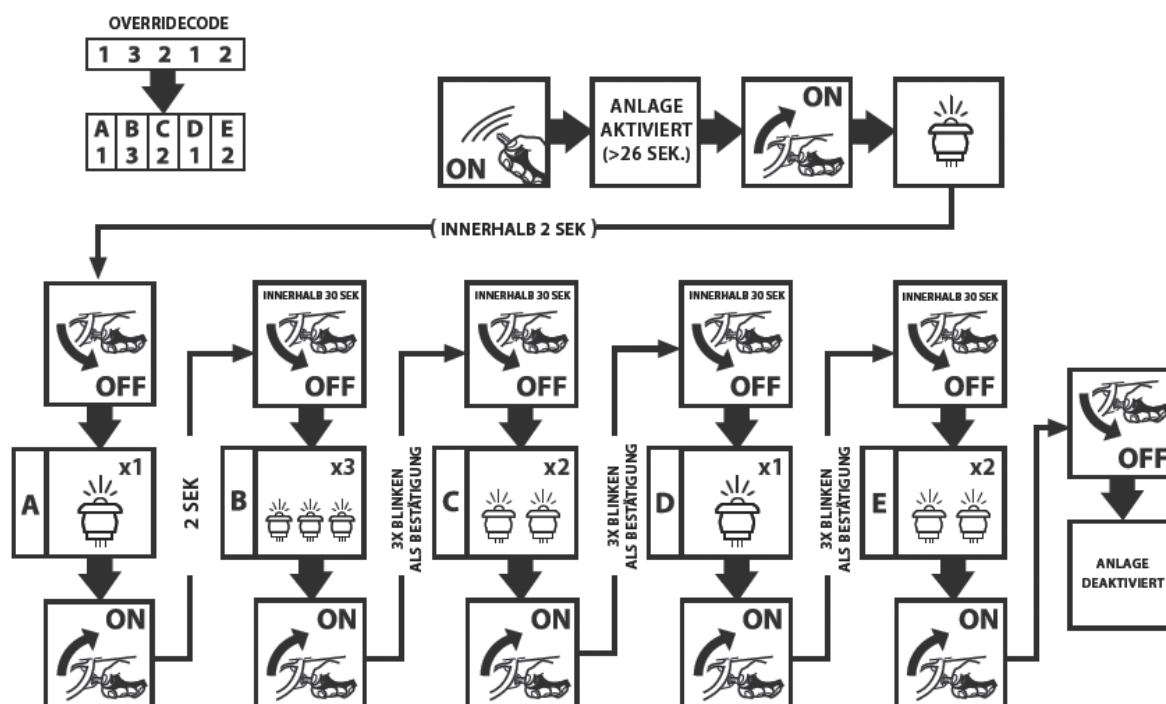 OVERRIDECODE
1 3 2 1 2
A B C D E
1 3 2 1 2
ON
ANLAGE
AKTIVIERT
(>26 SEK.)
ON
( INNERHALB 2 SEK )
OFF
A
x1
ON
2 SEK
INNERHALB 30 SEK
OFF
B
x3
ON
3X BLINKEN
ALS BESTÄTIGUNG
INNERHALB 30 SEK
OFF
C
x2
ON
3X BLINKEN
ALS BESTÄTIGUNG
INNERHALB 30 SEK
OFF
D
x1
ON
3X BLINKEN
ALS BESTÄTIGUNG
INNERHALB 30 SEK
OFF
E
x2
ON
OFF
ANLAGE
DEAKTIVIERT